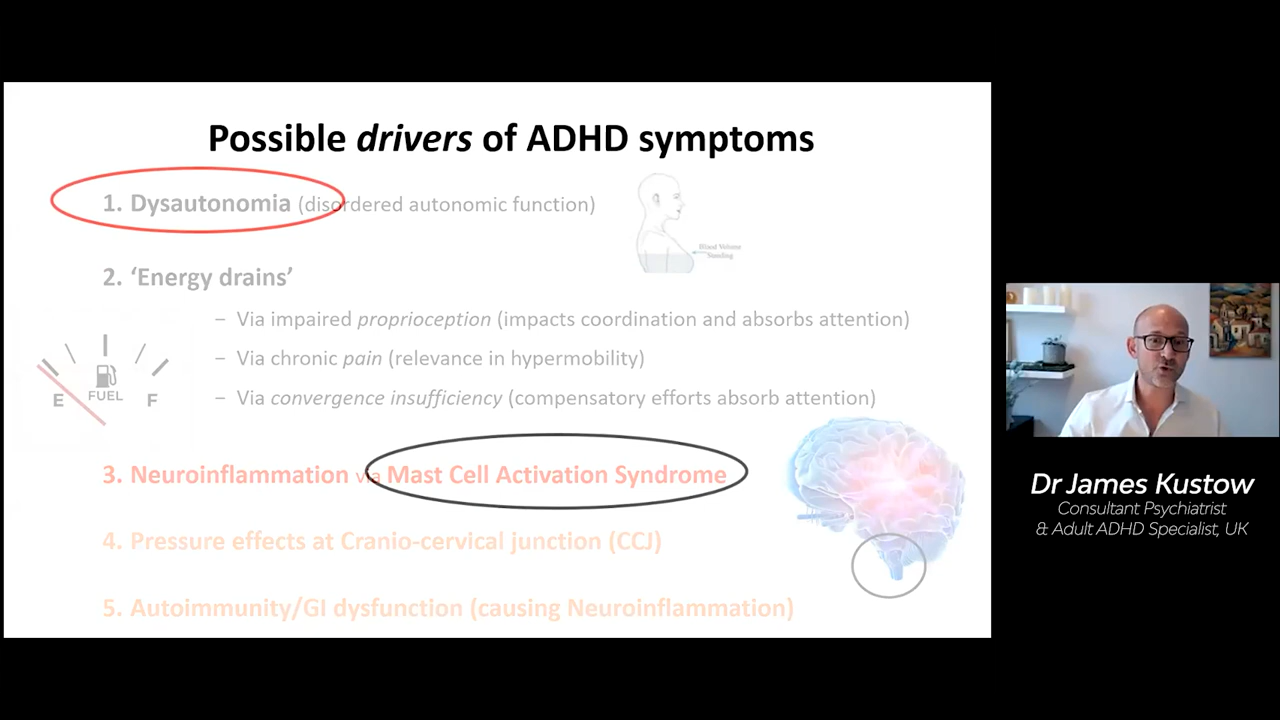 Possible drivers of ADHD symptoms
1. Dysautonomia (disordered autonomic function)
Blood Volume
Sensing
2. ‘Energy drains’
– Via impaired proprioception (impacts coordination and absorbs attention)
– Via chronic pain (relevance in hypermobility)
– Via convergence insufficiency (compensatory efforts absorb attention)
E FUEL F
3. Neuroinflammation via Mast Cell Activation Syndrome
4. Pressure effects at Cranio-cervical junction (CCJ)
5. Autoimmunity/GI dysfunction (causing Neuroinflammation)
Dr James Kustow
Consultant Psychiatrist
& Adult ADHD Specialist, UK